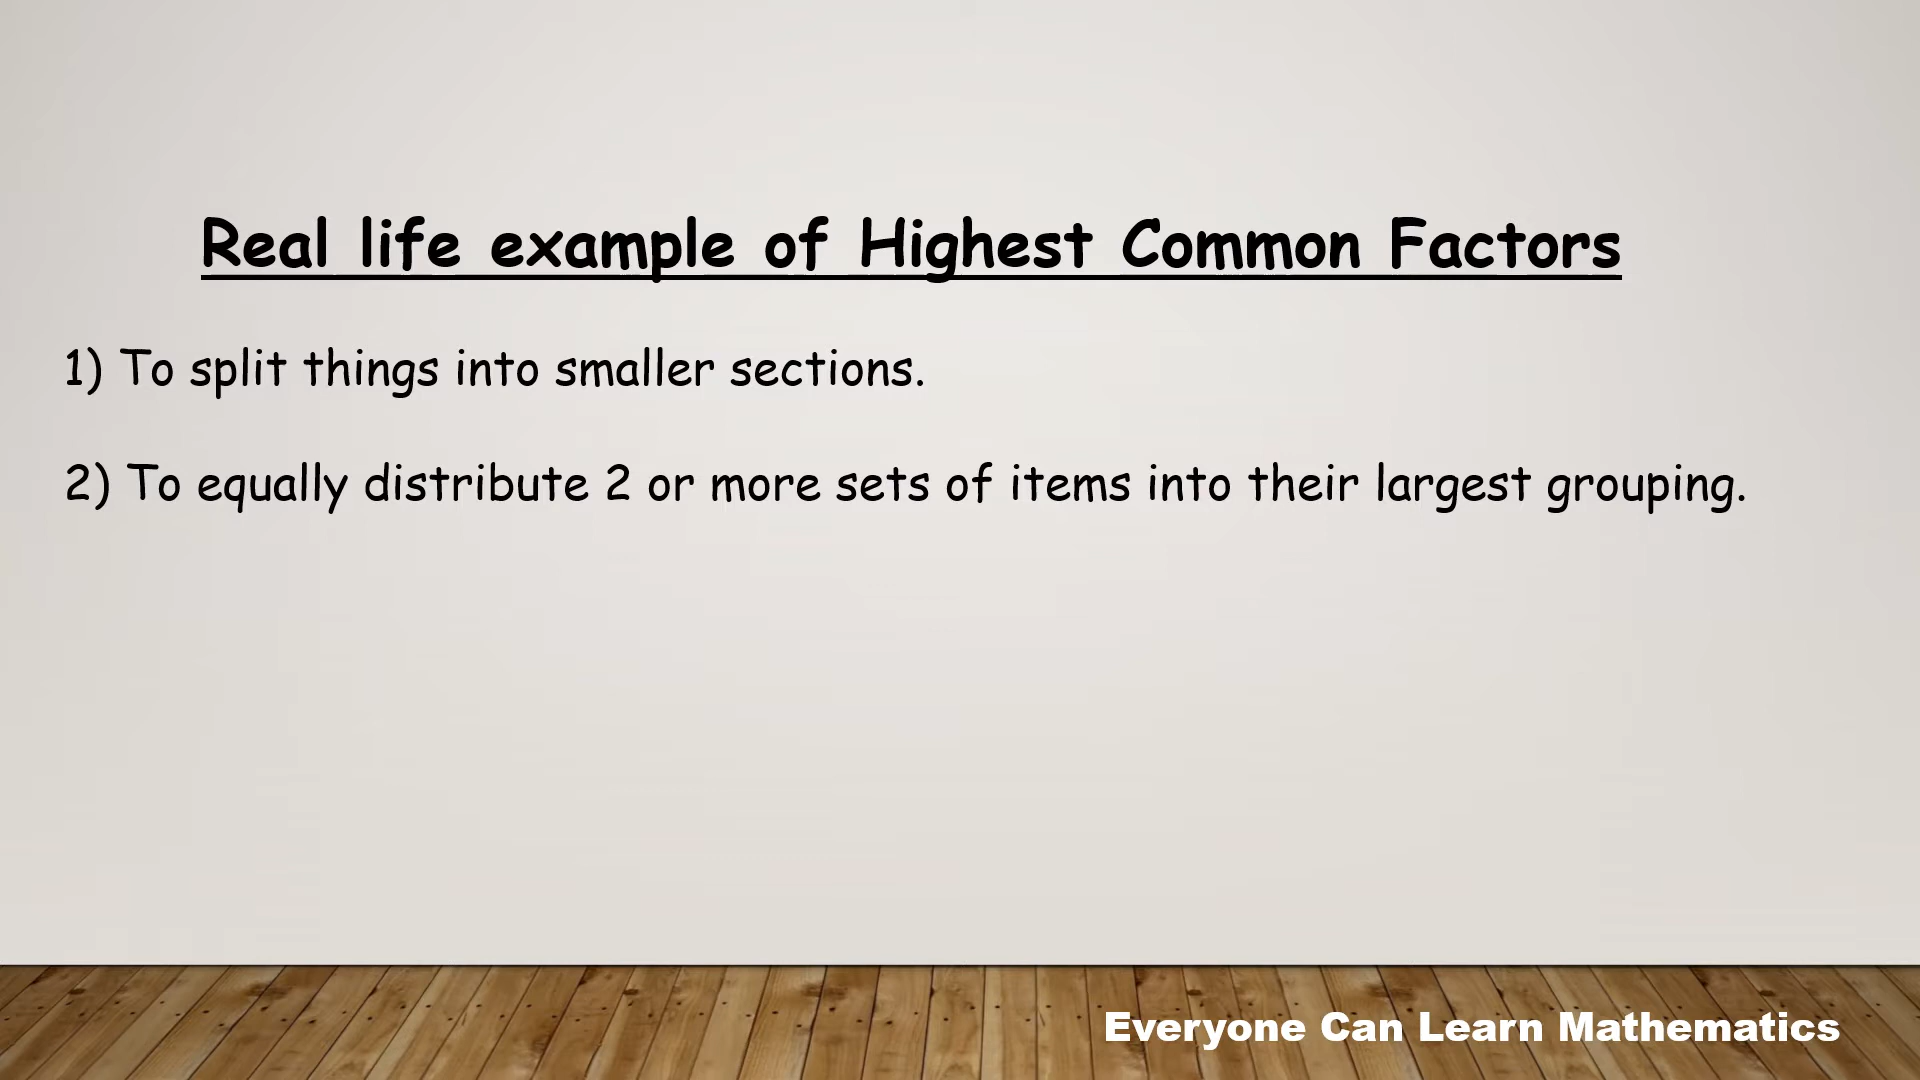 Real life example of Highest Common Factors
1) To split things into smaller sections.
2) To equally distribute 2 or more sets of items into their largest grouping.
Everyone Can Learn Mathematics